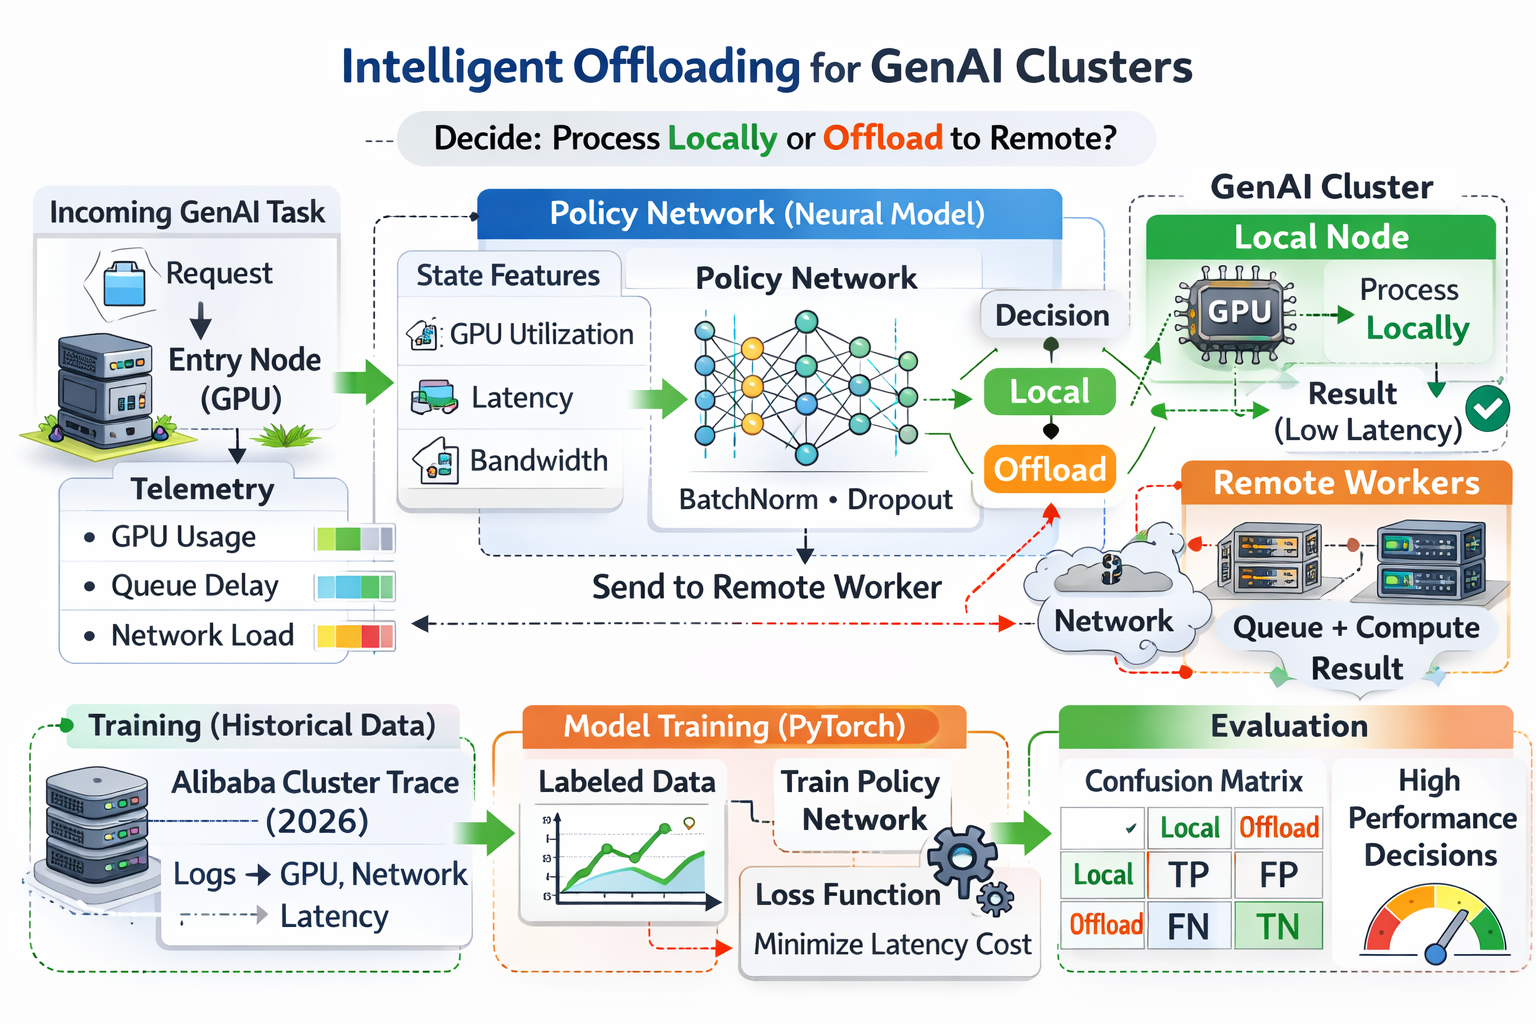 Intelligent Offloading for GenAI Clusters
Decide: Process Locally or Offload to Remote?
Incoming GenAI Task
Request
Entry Node
(GPU)
Telemetry
• GPU Usage
• Queue Delay
• Network Load
Policy Network (Neural Model)
State Features
GPU Utilization
Latency
Bandwidth
Policy Network
BatchNorm • Dropout
Decision
Local
Offload
Send to Remote Worker
GenAI Cluster
Local Node
GPU
Process
Locally
Result
(Low Latency)
Remote Workers
Network
Queue + Compute
Result
Training (Historical Data)
Alibaba Cluster Trace
(2026)
Logs → GPU, Network
Latency
Model Training (PyTorch)
Labeled Data
Train Policy
Network
Loss Function
Minimize Latency Cost
Evaluation
Confusion Matrix
Local Offload
Local TP FP
Offload FN TN
High
Performance
Decisions